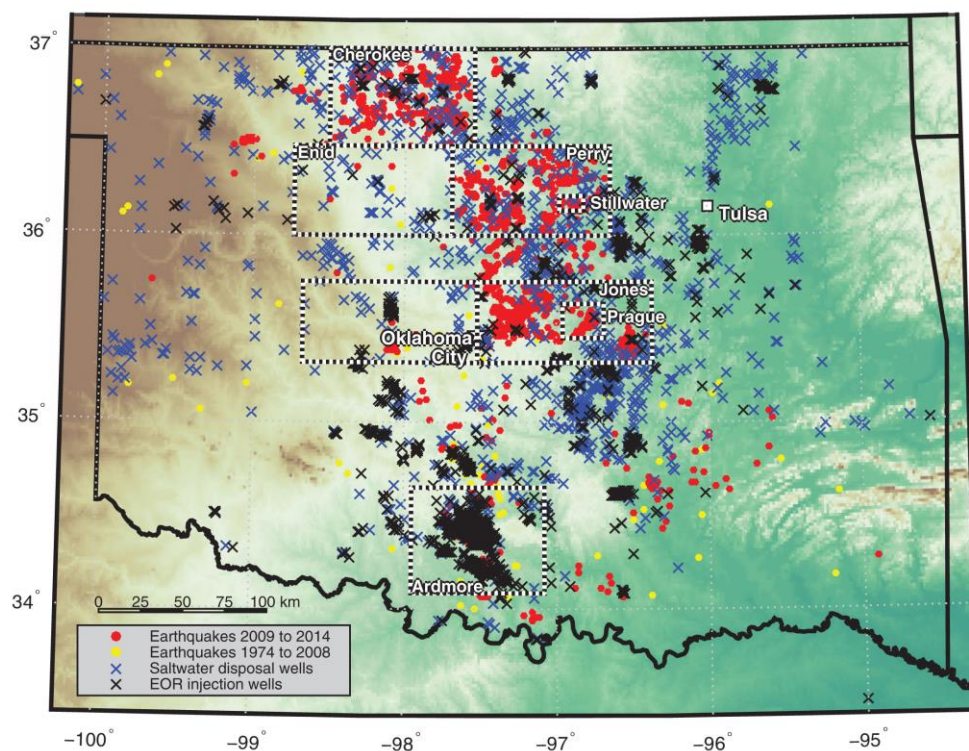 37°
36°
35°
34°
Cherokee
Enid
Perry
Stillwater
Tulsa
Jones
Prague
Oklahoma
City
Ardmore
0 25 50 75 100 km
Earthquakes 2009 to 2014
Earthquakes 1974 to 2008
Saltwater disposal wells
EOR injection wells
−100 −99 −98 −97 −96 −95